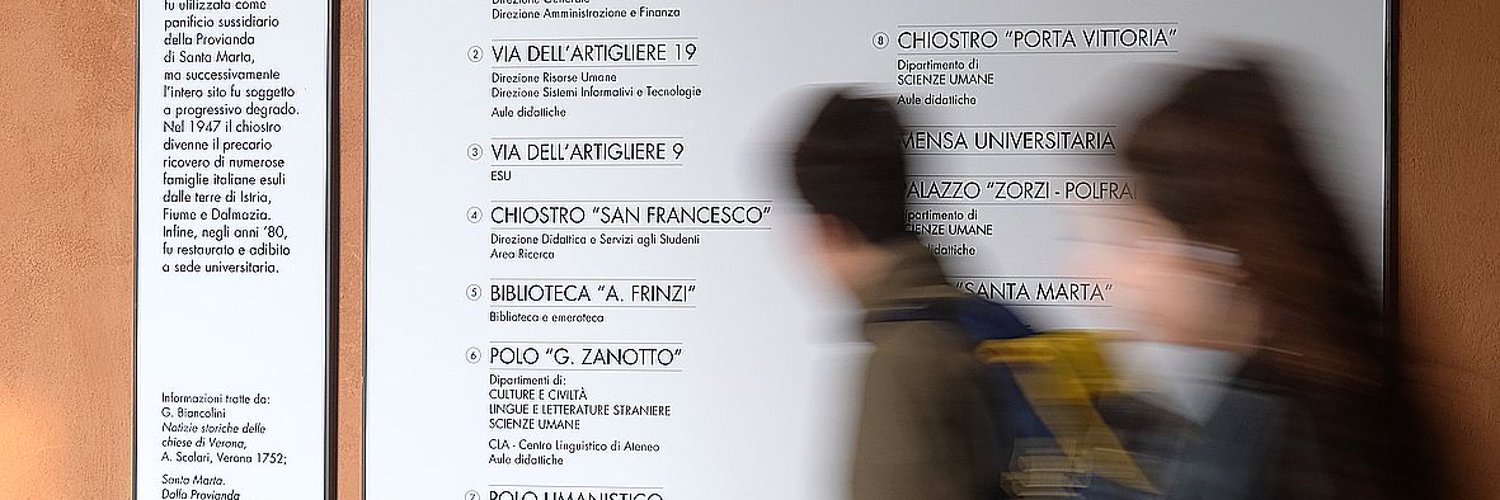 fu utilizzata come
panificio sussidiario
della Provianda
di Santa Marta,
ma successivamente
l'intero sito fu soggetto
a progressivo degrado.
Nel 1947 il chiostro
divenne il precario
ricovero di numerose
famiglie italiane esuli
dalle terre di Istria,
Fiume e Dalmazia.
Infine, negli anni '80,
fu restaurato e adibito
a sede universitaria.
Informazioni tratte da:
G. Biancolini
Notizie storiche delle
chiese di Verona,
A. Scolari, Verona 1752;
Santa Marta.
Dalla Provianda
Direzione Generale
Direzione Amministrazione e Finanza
2 VIA DELL'ARTIGLIERE 19
Direzione Risorse Umane
Direzione Sistemi Informativi e Tecnologie
Aule didattiche
3 VIA DELL'ARTIGLIERE 9
ESU
4 CHIOSTRO "SAN FRANCESCO"
Direzione Didattica e Servizi agli Studenti
Area Ricerca
5 BIBLIOTECA "A. FRINZI"
Biblioteca e emeroteca
6 POLO "G. ZANOTTO"
Dipartimenti di:
CULTURE E CIVILTÀ
LINGUE E LETTERATURE STRANIERE
SCIENZE UMANE
CLA - Centro Linguistico di Ateneo
Aule didattiche
7 POLO UMANISTICO
8 CHIOSTRO "PORTA VITTORIA"
Dipartimento di
SCIENZE UMANE
Aule didattiche
MENSA UNIVERSITARIA
PALAZZO "ZORZI - POLFRA
Dipartimento di
SCIENZE UMANE
didattiche
"SANTA MARTA"